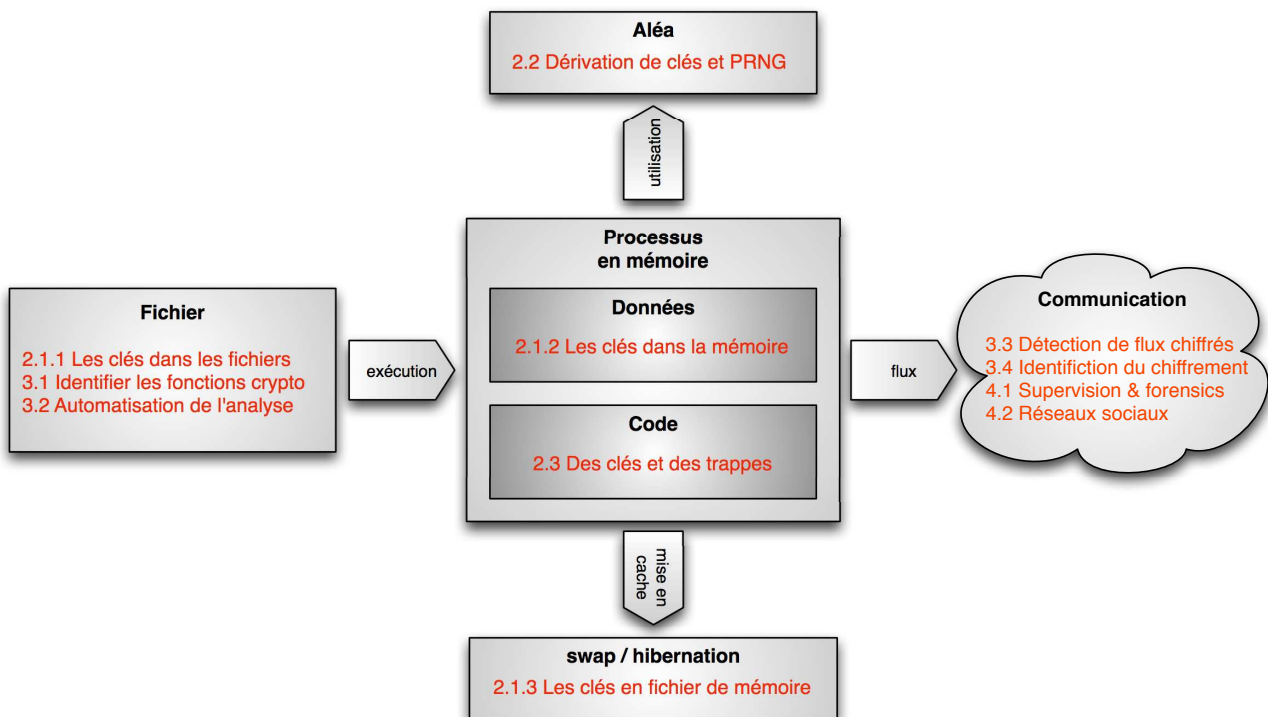 Aléa
2.2 Dérivation de clés et PRNG
utilisation
Processus
en mémoire
Fichier
2.1.1 Les clés dans les fichiers
3.1 Identifier les fonctions crypto
3.2 Automatisation de l'analyse
exécution
Données
2.1.2 Les clés dans la mémoire
Code
2.3 Des clés et des trappes
flux
Communication
3.3 Détection de flux chiffrés
3.4 Identifiction du chiffrement
4.1 Supervision & forensics
4.2 Réseaux sociaux
mise en
cache
swap / hibernation
2.1.3 Les clés en fichier de mémoire